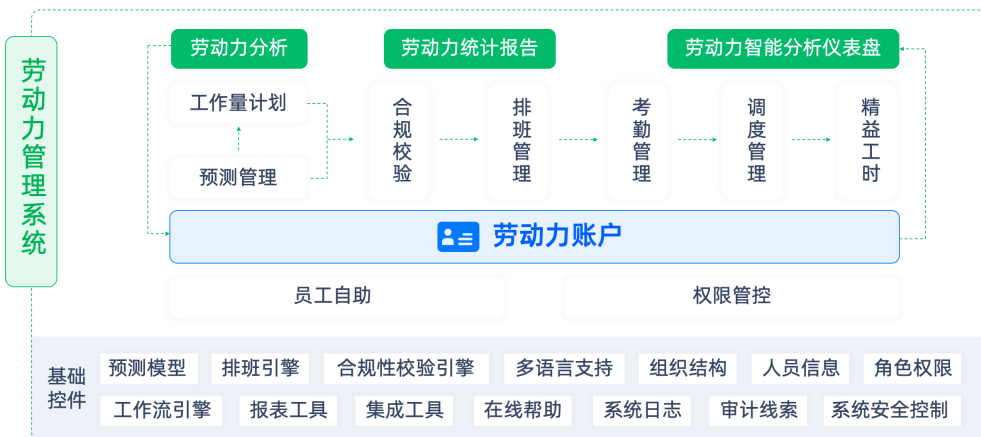 劳动力管理系统
劳动力分析
劳动力统计报告
劳动力智能分析仪表盘
工作量计划
预测管理
合规校验
排班管理
考勤管理
调度管理
精益工时
劳动力账户
员工自助
权限管控
基础
控件
预测模型
排班引擎
合规性校验引擎
多语言支持
组织结构
人员信息
角色权限
工作流引擎
报表工具
集成工具
在线帮助
系统日志
审计线索
系统安全控制